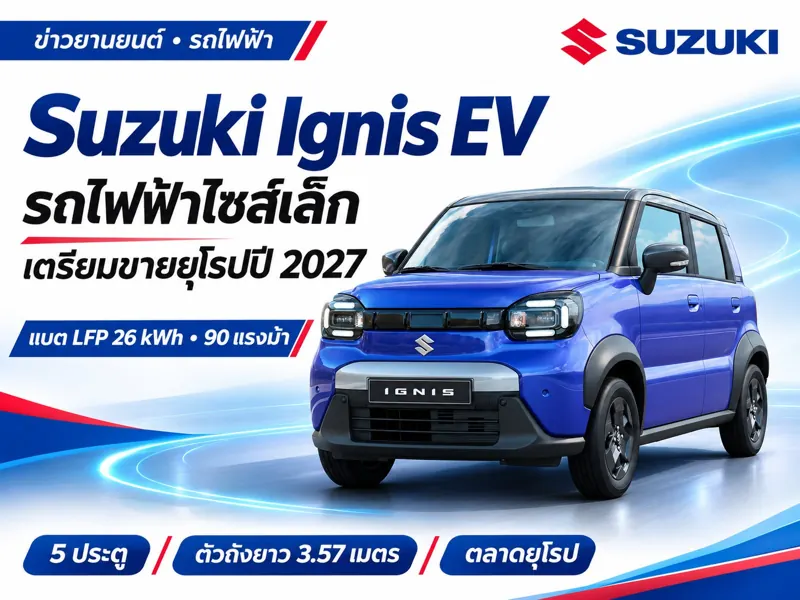 ข่าวยานยนต์ • รถไฟฟ้า
SUZUKI
Suzuki Ignis EV
รถไฟฟ้าไซส์เล็ก
เตรียมขายยุโรปปี 2027
แบต LFP 26 kWh • 90 แรงม้า
IGNIS
5 ประตู
ตัวถังยาว 3.57 เมตร
ตลาดยุโรป